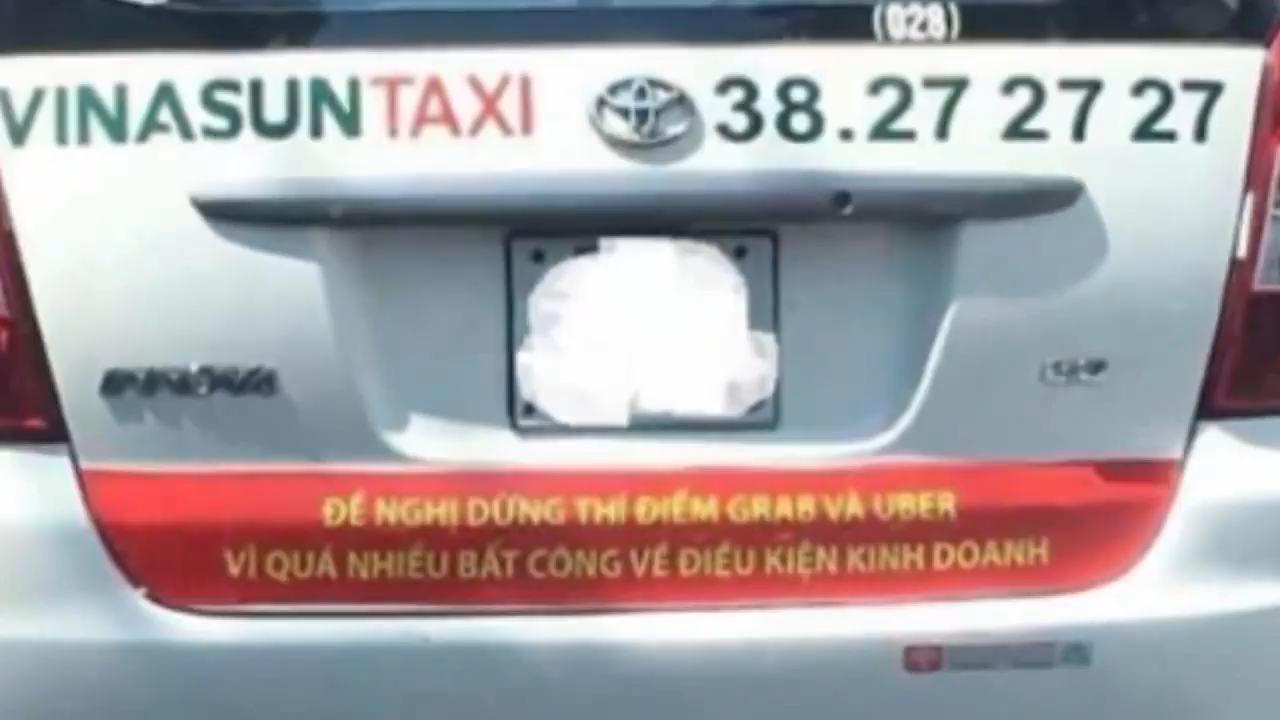 (028)
VINASUNTAXI 38.27 27 27
INNOVA
ĐỀ NGHỊ DỪNG THÍ ĐIỂM GRAB VÀ UBER
VÌ QUÁ NHIỀU BẤT CÔNG VỀ ĐIỀU KIỆN KINH DOANH